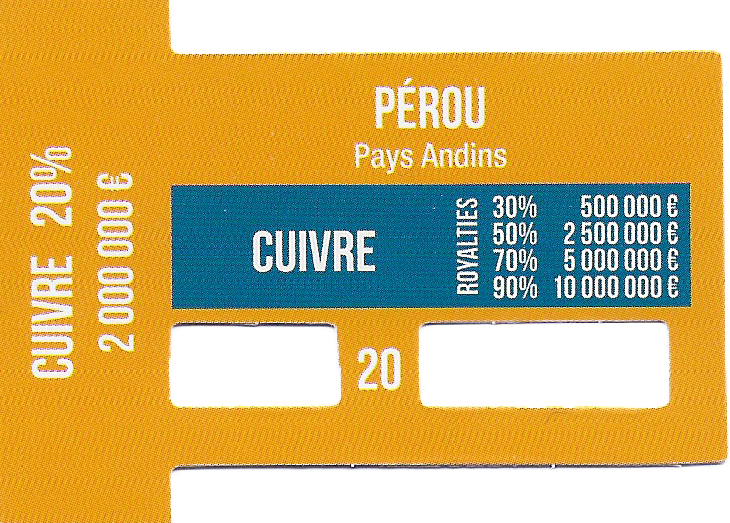 CUIVRE 20%
2 000 000 €
PÉROU
Pays Andins
CUIVRE
ROYALTIES
30% 500 000 €
50% 2 500 000 €
70% 5 000 000 €
90% 10 000 000 €
20